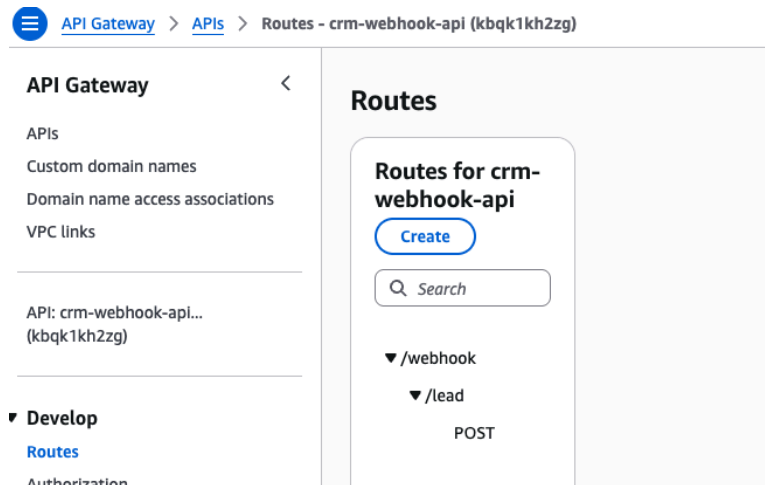 API Gateway > APIs > Routes - crm-webhook-api (kbqk1kh2zg)
API Gateway
APIs
Custom domain names
Domain name access associations
VPC links
API: crm-webhook-api...
(kbqk1kh2zg)
Develop
Routes
Authorization
Routes
Routes for crm-
webhook-api
Create
Search
/webhook
/lead
POST